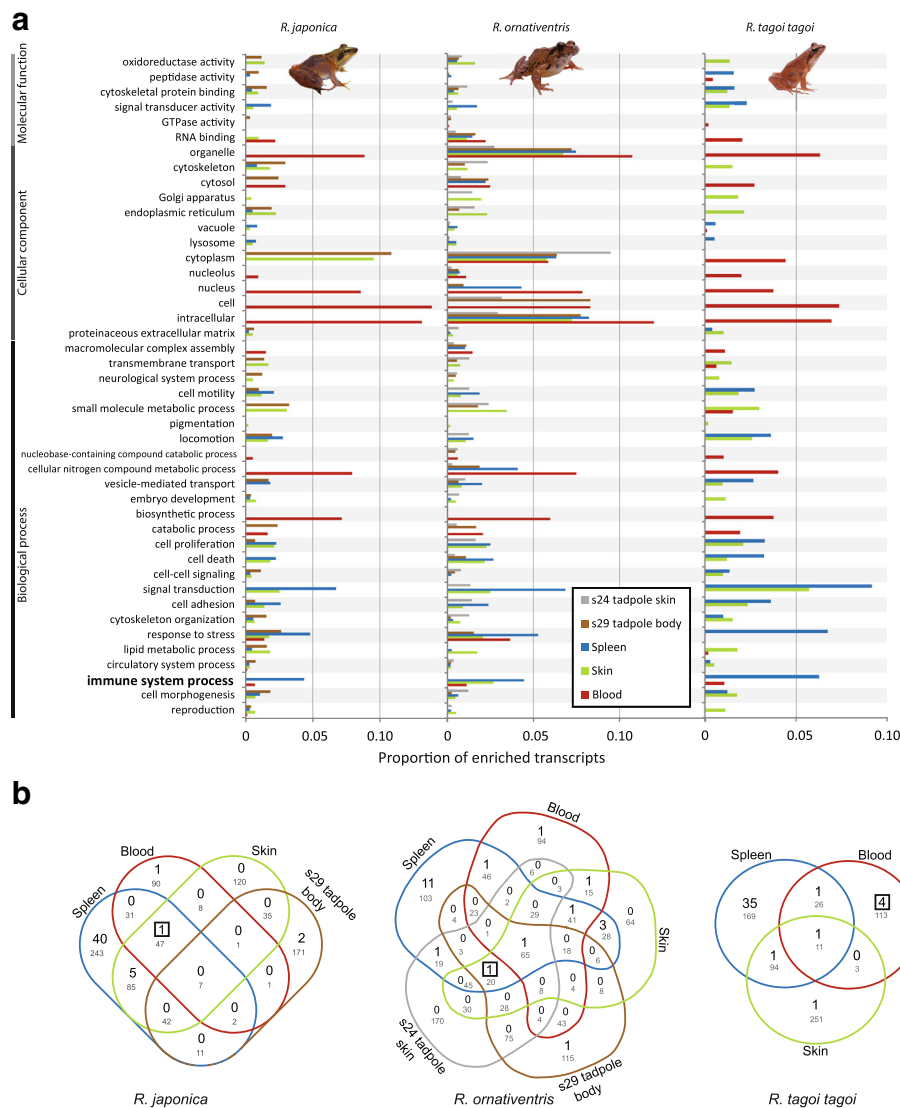 a
R. japonica
R. ornativentris
R. tagoi tagoi
Molecular function
oxidoreductase activity
peptidase activity
cytoskeletal protein binding
signal transducer activity
GTPase activity
RNA binding
Cellular component
organelle
cytoskeleton
cytosol
Golgi apparatus
endoplasmic reticulum
vacuole
lysosome
cytoplasm
nucleolus
nucleus
cell
intracellular
proteinaceous extracellular matrix
Biological process
macromolecular complex assembly
transmembrane transport
neurological system process
cell motility
small molecule metabolic process
pigmentation
locomotion
nucleobase-containing compound catabolic process
cellular nitrogen compound metabolic process
vesicle-mediated transport
embryo development
biosynthetic process
catabolic process
cell proliferation
cell death
cell-cell signaling
signal transduction
cell adhesion
cytoskeleton organization
response to stress
lipid metabolic process
circulatory system process
immune system process
cell morphogenesis
reproduction
s24 tadpole skin
s29 tadpole body
Spleen
Skin
Blood
0 0.05 0.10
0 0.05 0.10
0 0.05 0.10
Proportion of enriched transcripts
b
Spleen
Blood
Skin
s29 tadpole
body
1
90
0
120
0
31
0
8
0
35
40
243
1
47
0
1
2
171
5
85
0
7
0
1
0
42
0
2
0
11
R. japonica
Spleen
Blood
Skin
s29 tadpole
body
s24 tadpole
skin
1
94
11
103
1
46
0
6
0
3
1
15
0
64
0
4
0
23
0
2
0
29
1
41
3
28
0
1
0
3
1
19
1
65
0
18
0
6
0
45
1
20
0
8
0
4
0
8
0
170
0
30
0
28
0
4
0
43
0
75
1
115
R. ornativentris
Spleen
Blood
Skin
35
169
1
26
4
113
1
94
1
11
0
3
1
251
R. tagoi tagoi